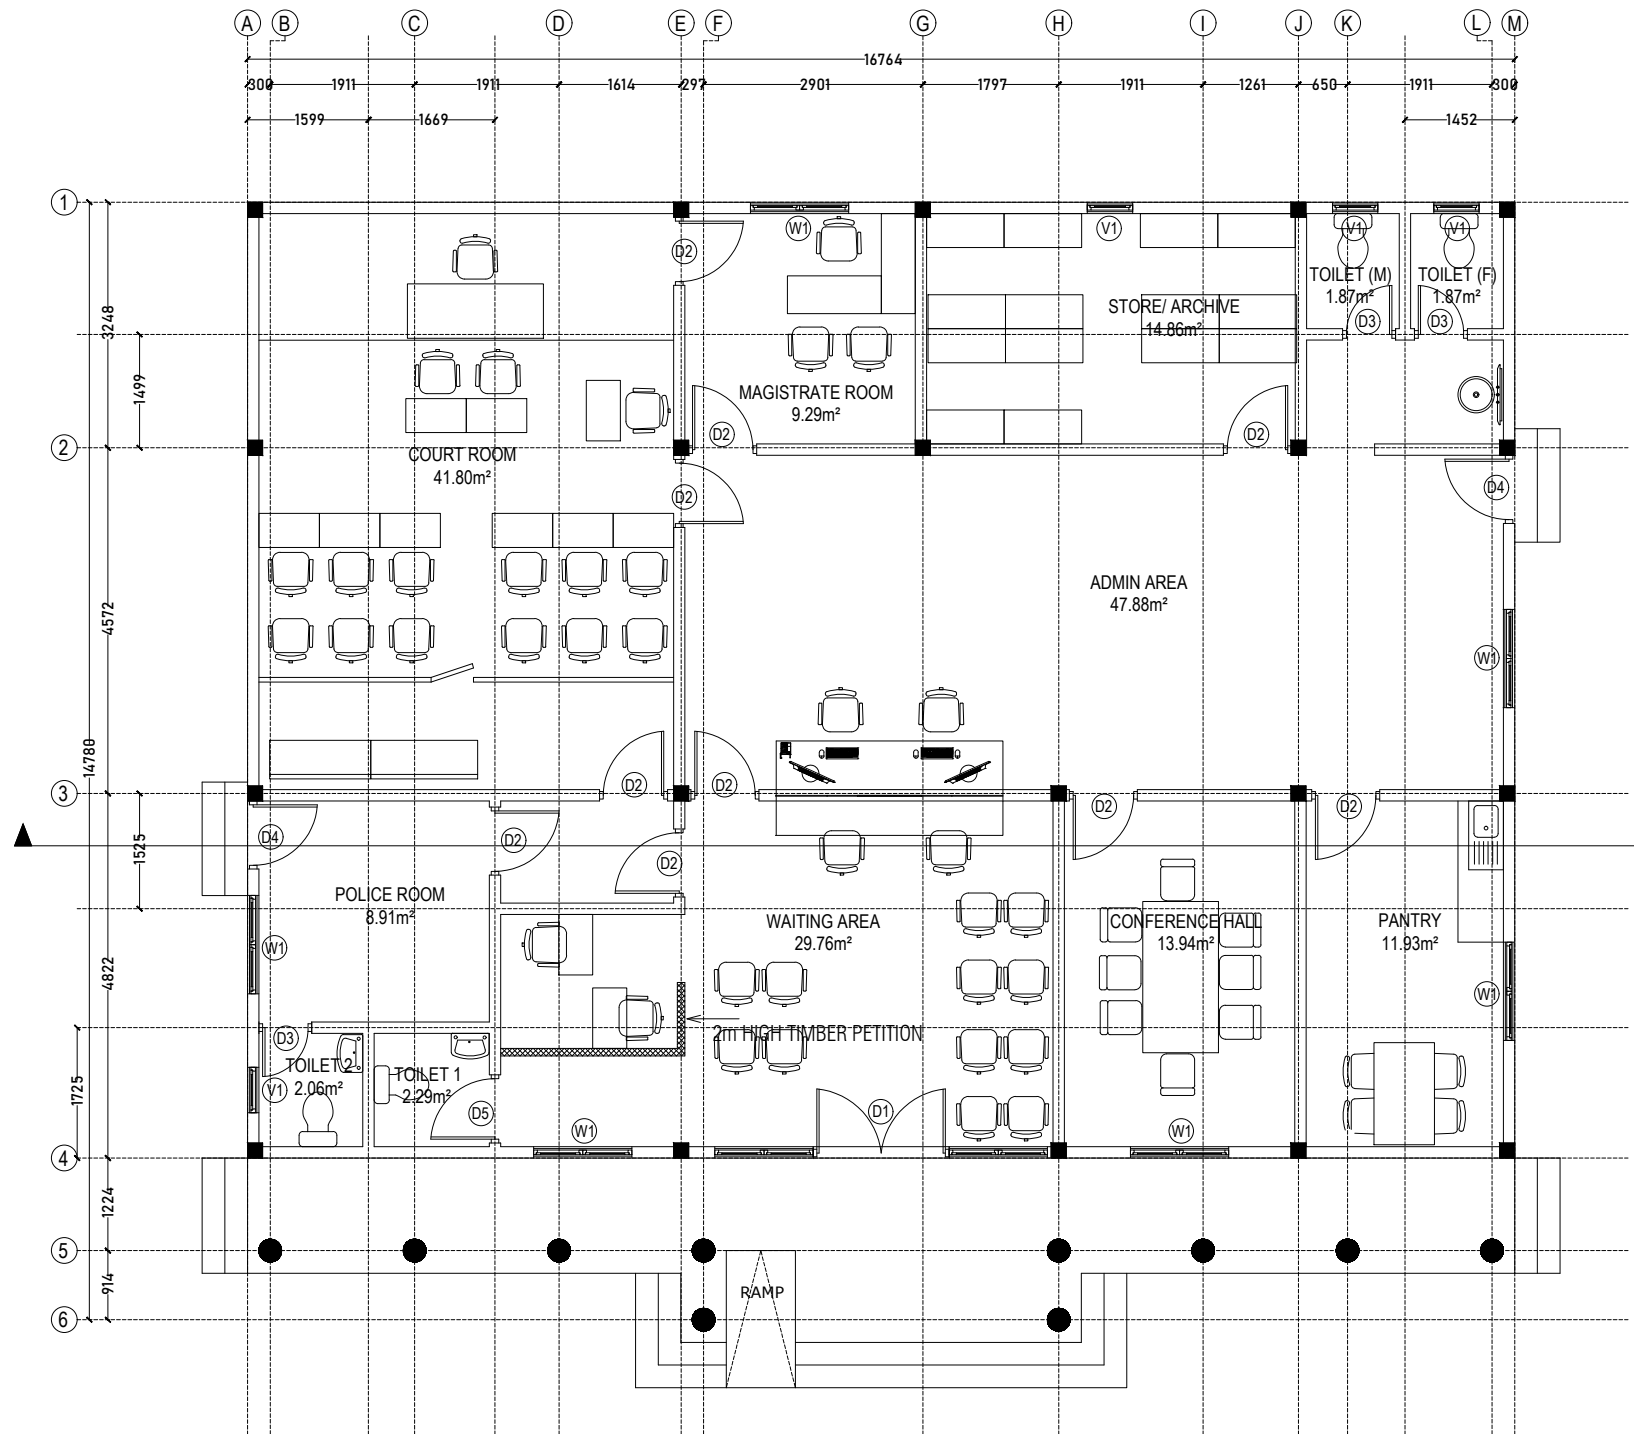 A B C D E F G H I J K L M
16764
300 1911 1911 1614 297 2901 1797 1911 1261 650 1911 300
1599 1669 1452
1
W1 V1 V1 V1
D2
TOILET (M) TOILET (F)
1.87m² 1.87m²
STORE/ ARCHIVE
14.86m²
D3 D3
3248
1499
MAGISTRATE ROOM
9.29m²
D2 D2
2
COURT ROOM
41.80m²
D2 D4
ADMIN AREA
47.88m²
4572
W1
14780
D2 D2 D2 D2
3
D4 D2 D2
1525
POLICE ROOM
8.91m²
WAITING AREA
29.76m²
CONFERENCE HALL
13.94m²
PANTRY
11.93m²
W1 W1
4822
2m HIGH TIMBER PETITION
D3
TOILET 2
2.06m²
TOILET 1
2.29m²
V1 D5 D1
1725
W1 W1
4
1224
5
914
RAMP
6